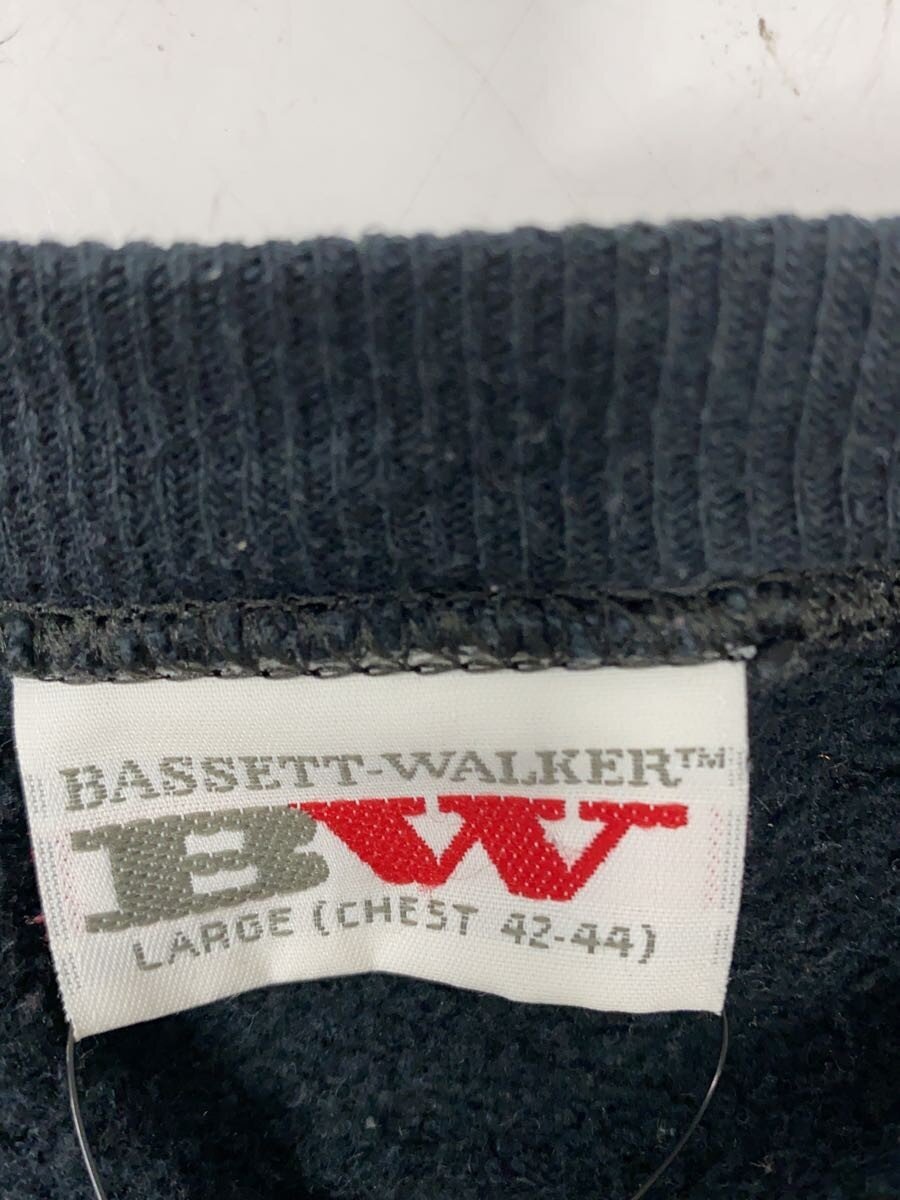 BASSETT-WALKER™
BW
LARGE (CHEST 42-44)